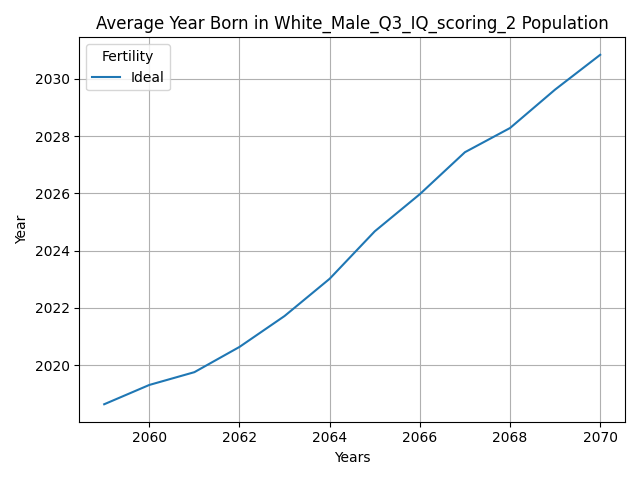 Average Year Born in White_Male_Q3_IQ_scoring_2 Population
Fertility
Ideal
2030
2028
2026
2024
2022
2020
Year
2060 2062 2064 2066 2068 2070
Years